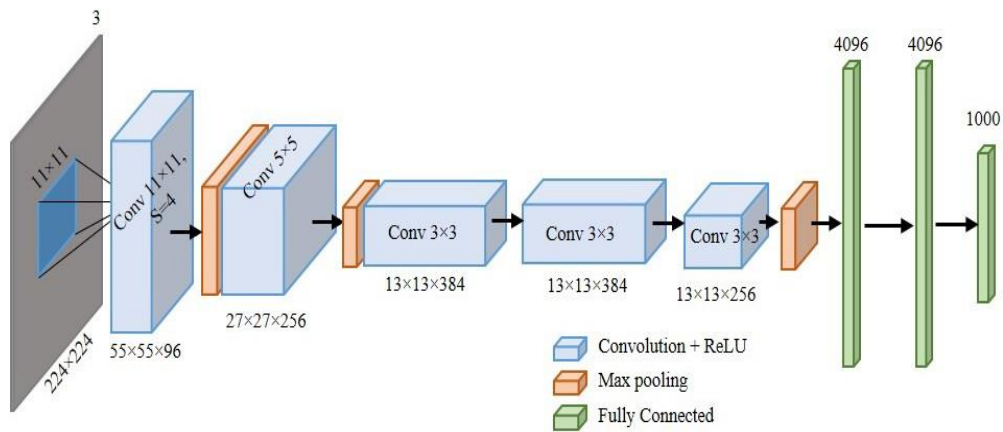 3
11×11
224×224
Conv 11×11,
S=4
55×55×96
Conv 5×5
27×27×256
Conv 3×3
13×13×384
Conv 3×3
13×13×384
Conv 3×3
13×13×256
4096
4096
1000
Convolution + ReLU
Max pooling
Fully Connected